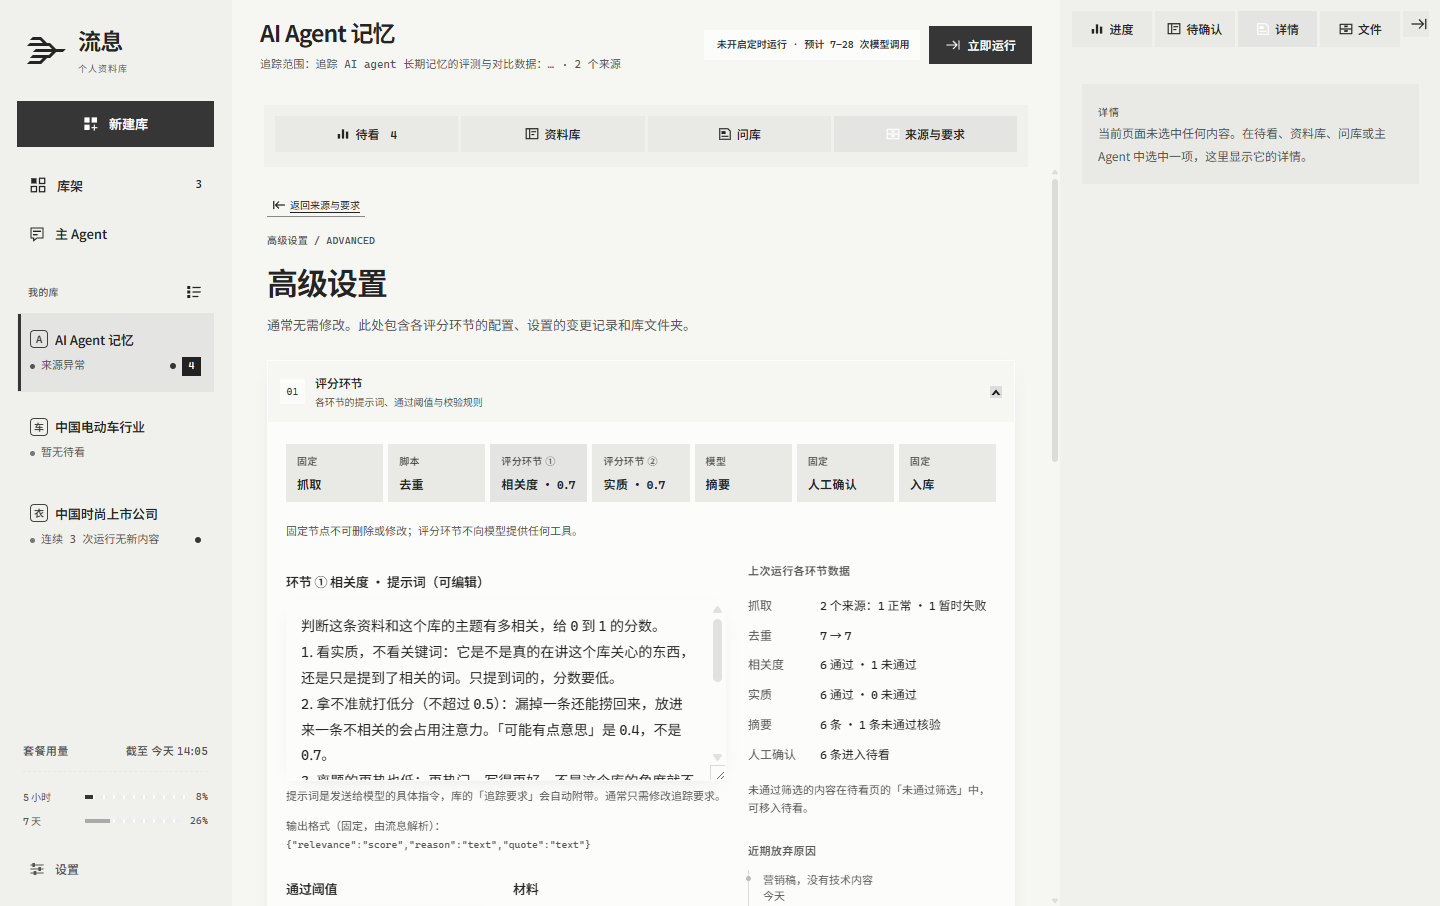 流息
个人资料库
新建库
库架 3
主 Agent
我的库
A AI Agent 记忆
来源异常 4
车 中国电动车行业
暂无待看
衣 中国时尚上市公司
连续 3 次运行无新内容
套餐用量 截至 今天 14:05
5 小时 8%
7 天 26%
设置
AI Agent 记忆
追踪范围：追踪 AI agent 长期记忆的评测与对比数据：… · 2 个来源
未开启定时运行 · 预计 7–28 次模型调用
立即运行
待看 4
资料库
问库
来源与要求
返回来源与要求
高级设置 / ADVANCED
高级设置
通常无需修改。此处包含各评分环节的配置、设置的变更记录和库文件夹。
01 评分环节
各环节的提示词、通过阈值与校验规则
固定
抓取
脚本
去重
评分环节 ①
相关度 · 0.7
评分环节 ②
实质 · 0.7
模型
摘要
固定
人工确认
固定
入库
固定节点不可删除或修改；评分环节不向模型提供任何工具。
环节 ① 相关度 · 提示词（可编辑）
判断这条资料和这个库的主题有多相关，给 0 到 1 的分数。
1. 看实质，不看关键词：它是不是真的在讲这个库关心的东西，
还是只是提到了相关的词。只提到词的，分数要低。
2. 拿不准就打低分（不超过 0.5）：漏掉一条还能捞回来，放进
来一条不相关的会占用注意力。「可能有点意思」是 0.4，不是
0.7。
3. 离题的再热也低：再热门、写得再好，不是这个库的角度就不
提示词是发送给模型的具体指令，库的「追踪要求」会自动附带。通常只需修改追踪要求。
输出格式（固定，由流息解析）：
{"relevance":"score","reason":"text","quote":"text"}
通过阈值 材料
上次运行各环节数据
抓取 2 个来源：1 正常 · 1 暂时失败
去重 7 → 7
相关度 6 通过 · 1 未通过
实质 6 通过 · 0 未通过
摘要 6 条 · 1 条未通过核验
人工确认 6 条进入待看
未通过筛选的内容在待看页的「未通过筛选」中，
可移入待看。
近期放弃原因
营销稿，没有技术内容
今天
进度
待确认
详情
文件
详情
当前页面未选中任何内容。在待看、资料库、问库或主
Agent 中选中一项，这里显示它的详情。